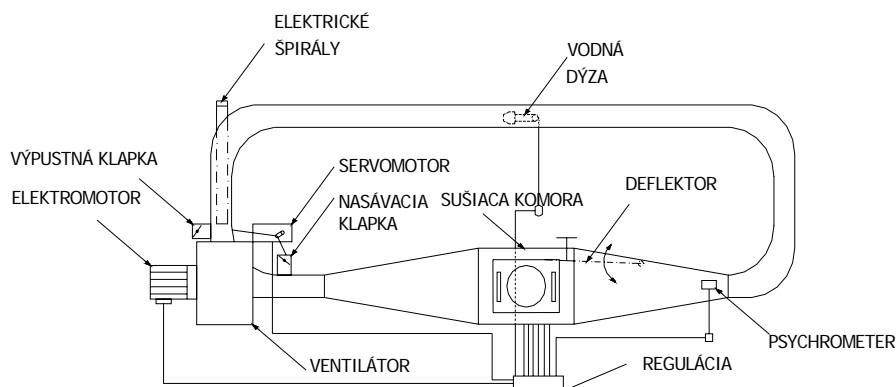 ELEKTRICKÉ
ŠPIRÁLY
VODNÁ
DÝZA
VÝPUSTNÁ KLAPKA
ELEKTROMOTOR
SERVOMOTOR
NASÁVACIA
KLAPKA
SUŠIACA KOMORA
DEFLEKTOR
VENTILÁTOR
REGULÁCIA
PSYCHROMETER